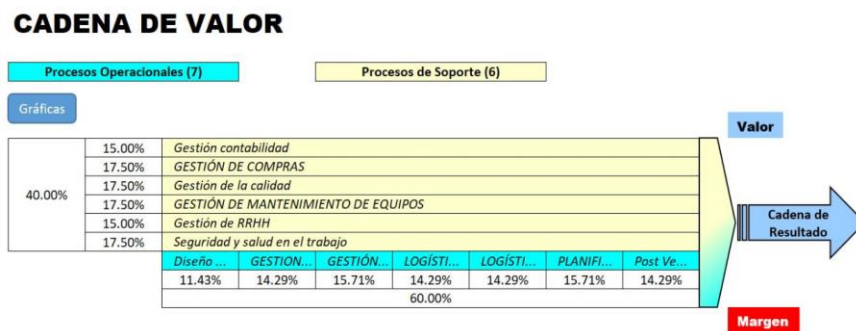 CADENA DE VALOR
Procesos Operacionales (7)
Procesos de Soporte (6)
Gráficas
Valor
40.00%
15.00% Gestión contabilidad
17.50% GESTIÓN DE COMPRAS
17.50% Gestión de la calidad
17.50% GESTIÓN DE MANTENIMIENTO DE EQUIPOS
15.00% Gestión de RRHH
17.50% Seguridad y salud en el trabajo
Diseño ... GESTION... GESTIÓN... LOGÍSTI... LOGÍSTI... PLANIFI... Post Ve...
11.43% 14.29% 15.71% 14.29% 14.29% 15.71% 14.29%
60.00%
Cadena de
Resultado
Margen